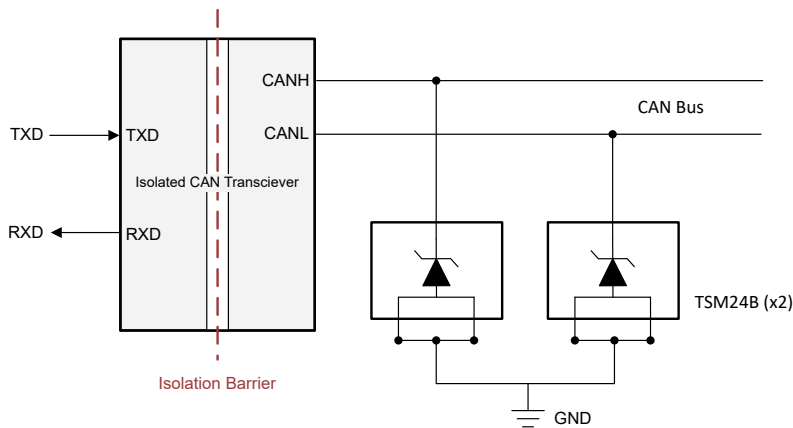 CANH
CAN Bus
TXD
TXD
CANL
Isolated CAN Transciever
RXD
RXD
TSM24B (x2)
Isolation Barrier
GND